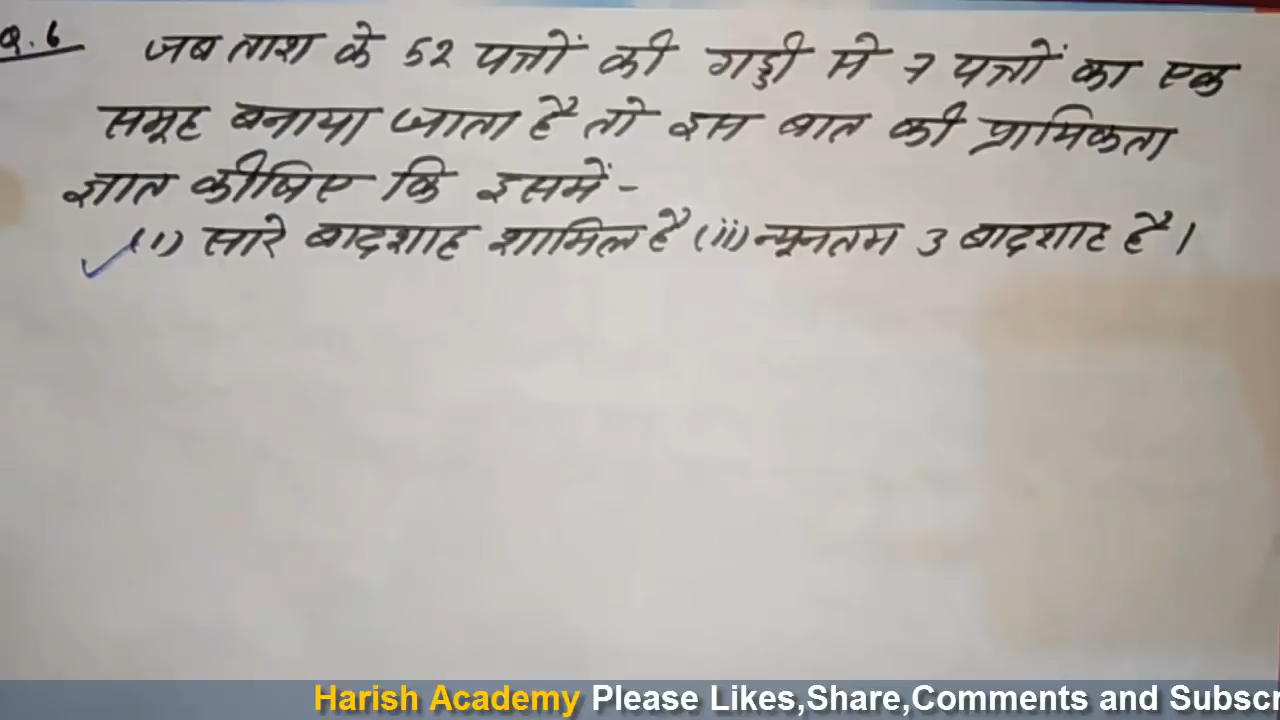 Q.6 जब ताश के 52 पत्तों की गड्डी में 7 पत्तों का एक
समूह बनाया जाता है तो इस बात की प्रामिकता
ज्ञात कीजिए कि इसमें -
(i) सारे बादशाह शामिल है (ii) न्यूनतम 3 बादशाह है।
Harish Academy Please Likes,Share,Comments and Subscr